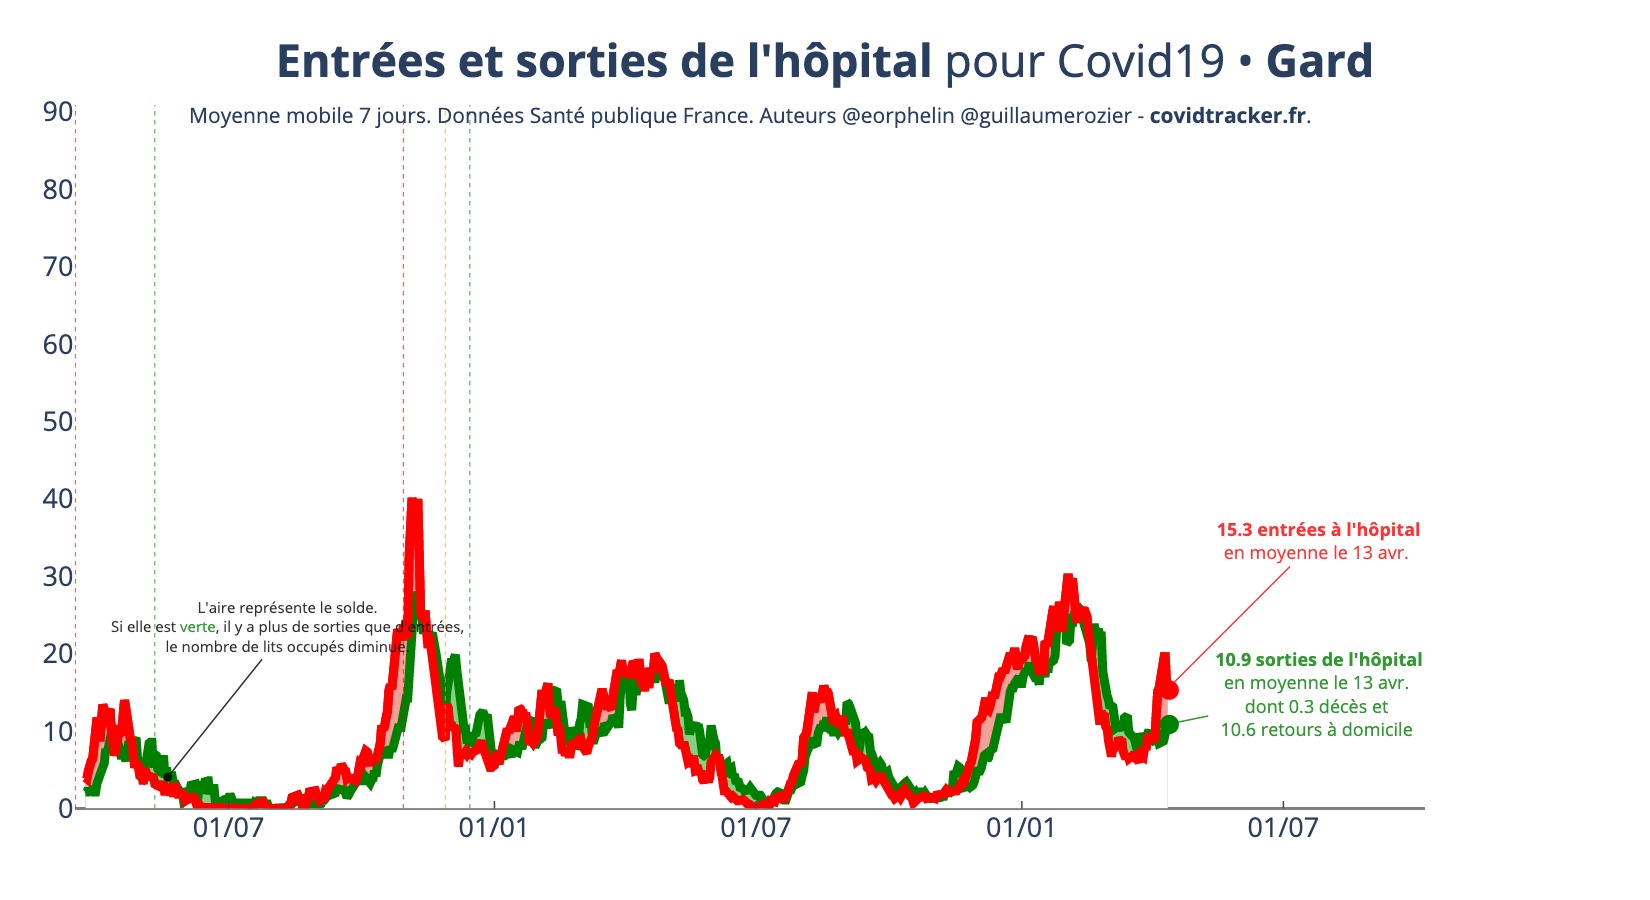 Entrées et sorties de l'hôpital pour Covid19 • Gard
Moyenne mobile 7 jours. Données Santé publique France. Auteurs @eorphelin @guillaumerozier - covidtracker.fr.
90
80
70
60
50
40
30
20
10
0
L'aire représente le solde.
Si elle est verte, il y a plus de sorties que d'entrées,
le nombre de lits occupés diminue.
15.3 entrées à l'hôpital
en moyenne le 13 avr.
10.9 sorties de l'hôpital
en moyenne le 13 avr.
dont 0.3 décès et
10.6 retours à domicile
01/07
01/01
01/07
01/01
01/07